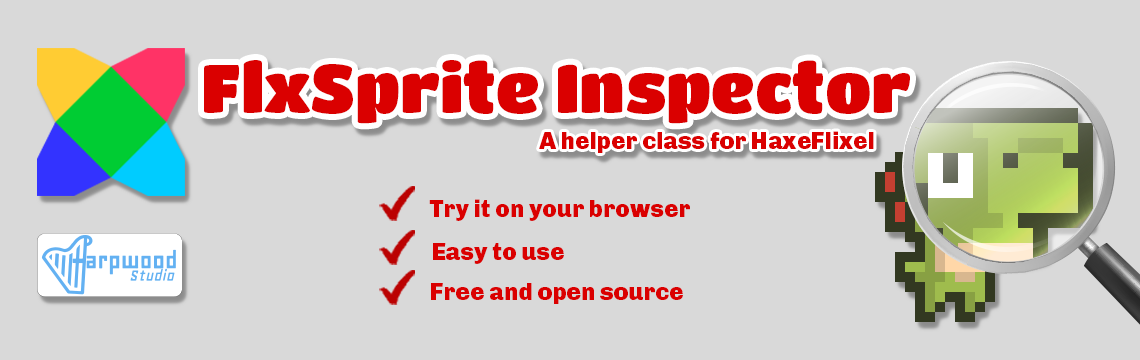 FlxSprite Inspector
A helper class for HaxeFlixel
Try it on your browser
Easy to use
Free and open source
Harpwood
Studio